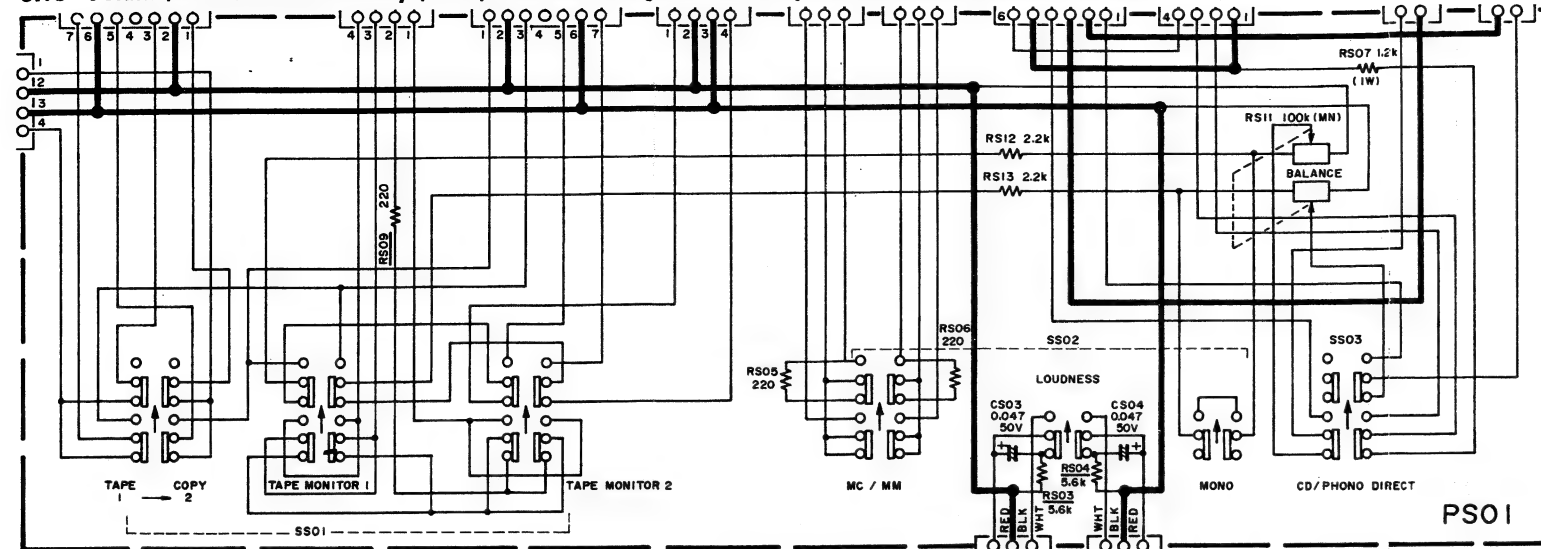 7 6 5 4 3 2 1
4 3 2 1
1 2 3 4 5 6 7
1 2 3 4
6 1
4 1
1
12
13
4
RS07 1.2k
(1W)
RS11 100k (MN)
RS12 2.2k
BALANCE
RS13 2.2k
220
RS09
RS06
220
SS02
SS03
RS05
220
LOUDNESS
CS03
0.047
50V
CS04
0.047
50V
RS04
5.6k
RS03
5.6k
TAPE COPY
1 → 2
TAPE MONITOR 1
TAPE MONITOR 2
MC / MM
MONO
CD/PHONO DIRECT
SS01
RED
BLK
WHT
WHT
BLK
RED
PS01